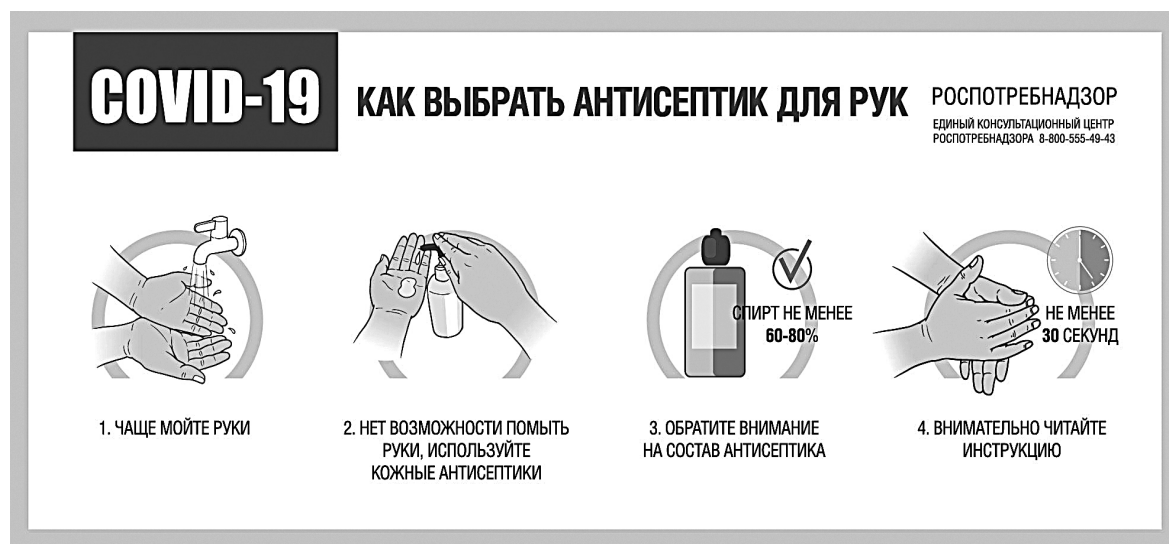 COVID-19
КАК ВЫБРАТЬ АНТИСЕПТИК ДЛЯ РУК
РОСПОТРЕБНАДЗОР
ЕДИНЫЙ КОНСУЛЬТАЦИОННЫЙ ЦЕНТР
РОСПОТРЕБНАДЗОРА 8-800-555-49-43
СПИРТ НЕ МЕНЕЕ
60-80%
НЕ МЕНЕЕ
30 СЕКУНД
1. ЧАЩЕ МОЙТЕ РУКИ
2. НЕТ ВОЗМОЖНОСТИ ПОМЫТЬ
РУКИ, ИСПОЛЬЗУЙТЕ
КОЖНЫЕ АНТИСЕПТИКИ
3. ОБРАТИТЕ ВНИМАНИЕ
НА СОСТАВ АНТИСЕПТИКА
4. ВНИМАТЕЛЬНО ЧИТАЙТЕ
ИНСТРУКЦИЮ